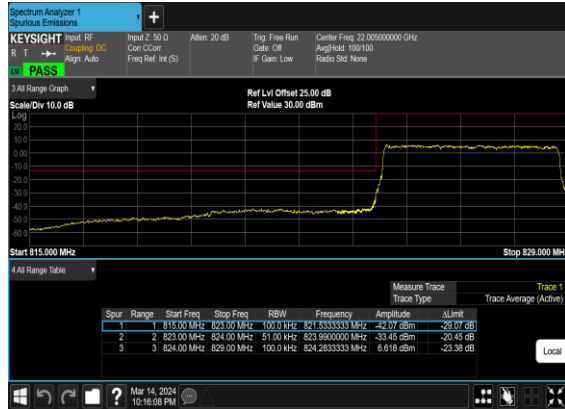 Spectrum Analyzer 1
Spurious Emissions
KEYSIGHT Input: RF Input Z: 50 Ω Atten: 20 dB Trig: Free Run Center Freq: 22.005000000 GHz
R T Coupling: DC Corr CCorr Gate: Off Avg|Hold: 100/100
Align: Auto Freq Ref: Int (S) IF Gain: Low Radio Std: None
LV PASS
3 All Range Graph Ref Lvl Offset 25.00 dB
Scale/Div 10.0 dB Ref Value 30.00 dBm
Log
20.0
10.0
0.00
-10.0
-20.0
-30.0
-40.0
-50.0
-60.0
Start 815.000 MHz Stop 829.000 MHz
4 All Range Table
Measure Trace Trace 1
Trace Type Trace Average (Active)
Spur Range Start Freq Stop Freq RBW Frequency Amplitude ΔLimit
1 1 815.00 MHz 823.00 MHz 100.0 kHz 821.5333333 MHz -42.07 dBm -29.07 dB
2 2 823.00 MHz 824.00 MHz 51.00 kHz 823.9900000 MHz -33.45 dBm -20.45 dB
3 3 824.00 MHz 829.00 MHz 100.0 kHz 824.2833333 MHz 6.618 dBm -23.38 dB
Local
Mar 14, 2024
10:16:08 PM